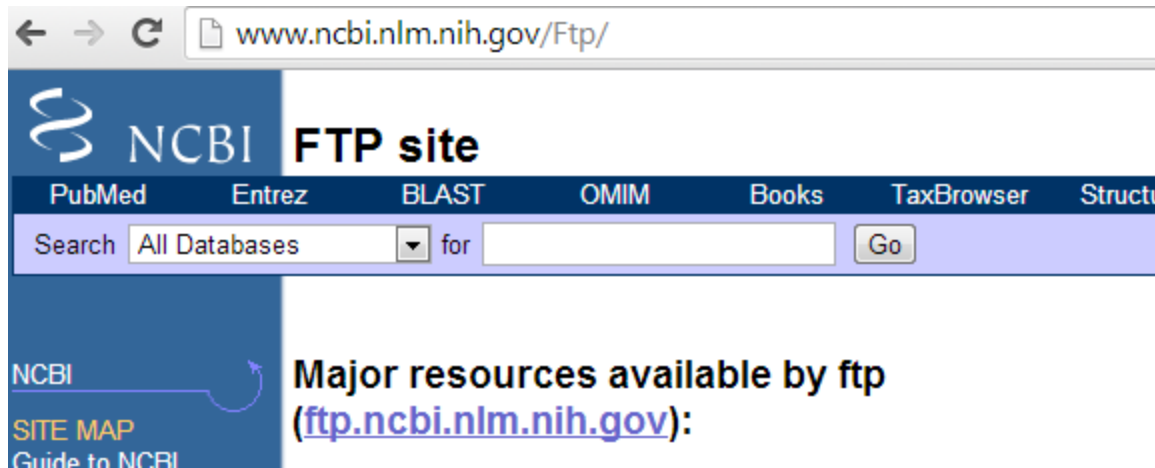 www.ncbi.nlm.nih.gov/Ftp/
NCBI FTP site
PubMed Entrez BLAST OMIM Books TaxBrowser Structu
Search All Databases for Go
NCBI
SITE MAP
Guide to NCBI
Major resources available by ftp
(ftp.ncbi.nlm.nih.gov):